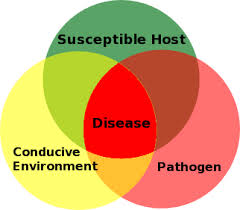 Susceptible Host
Disease
Conducive
Environment
Pathogen